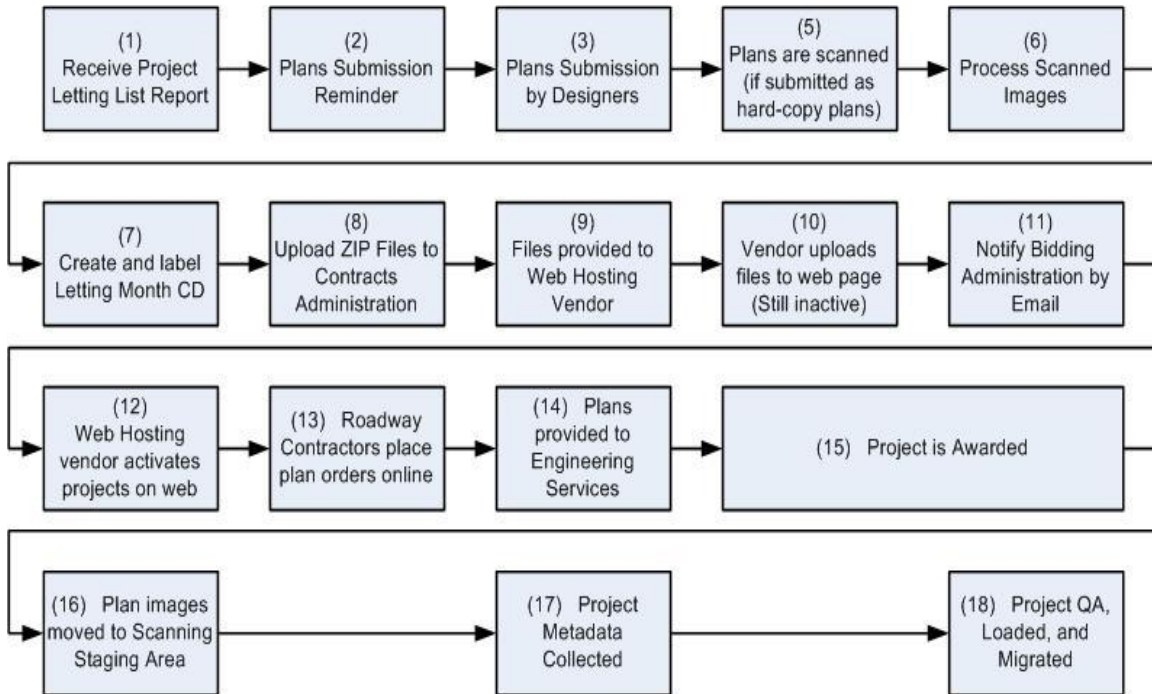 (1)
Receive Project
Letting List Report
(2)
Plans Submission
Reminder
(3)
Plans Submission
by Designers
(5)
Plans are scanned
(if submitted as
hard-copy plans)
(6)
Process Scanned
Images
(7)
Create and label
Letting Month CD
(8)
Upload ZIP Files to
Contracts
Administration
(9)
Files provided to
Web Hosting
Vendor
(10)
Vendor uploads
files to web page
(Still inactive)
(11)
Notify Bidding
Administration by
Email
(12)
Web Hosting
vendor activates
projects on web
(13) Roadway
Contractors place
plan orders online
(14) Plans
provided to
Engineering
Services
(15) Project is Awarded
(16) Plan images
moved to Scanning
Staging Area
(17) Project
Metadata
Collected
(18) Project QA,
Loaded, and
Migrated